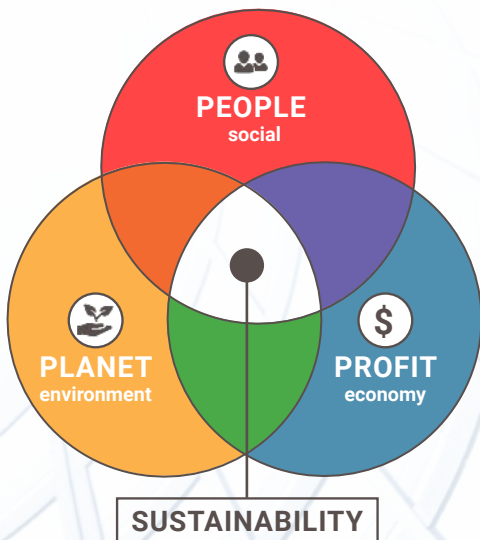 PEOPLE
social
$
PLANET
environment
PROFIT
economy
SUSTAINABILITY